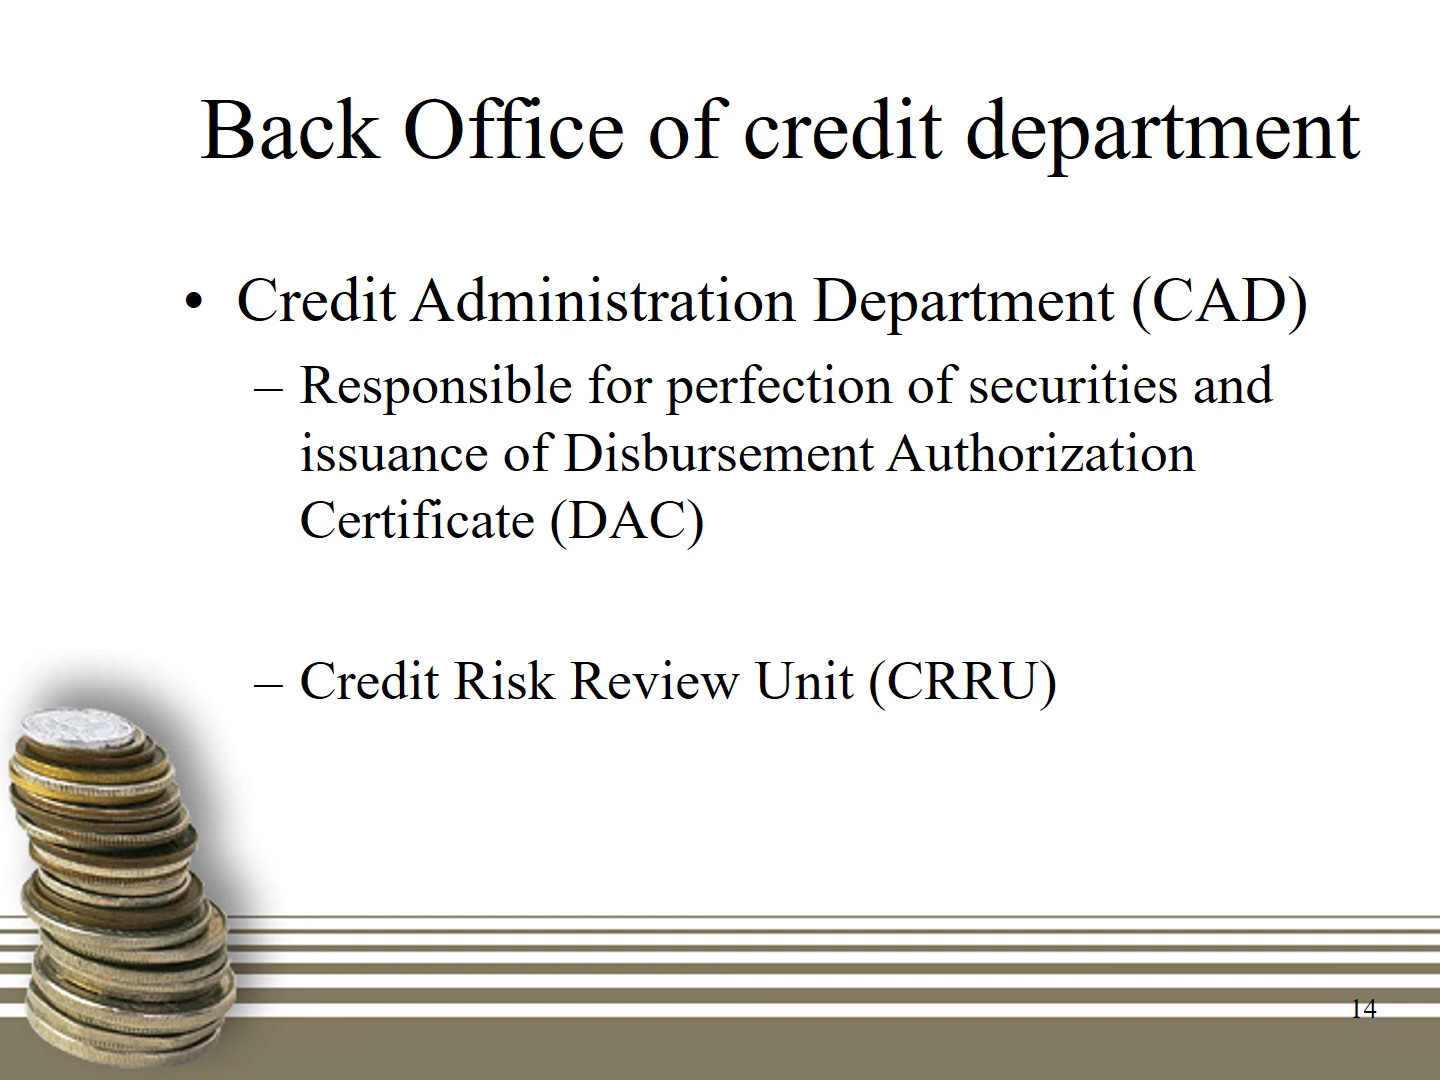 Back Office of credit department
• Credit Administration Department (CAD)
– Responsible for perfection of securities and
issuance of Disbursement Authorization
Certificate (DAC)
– Credit Risk Review Unit (CRRU)
14